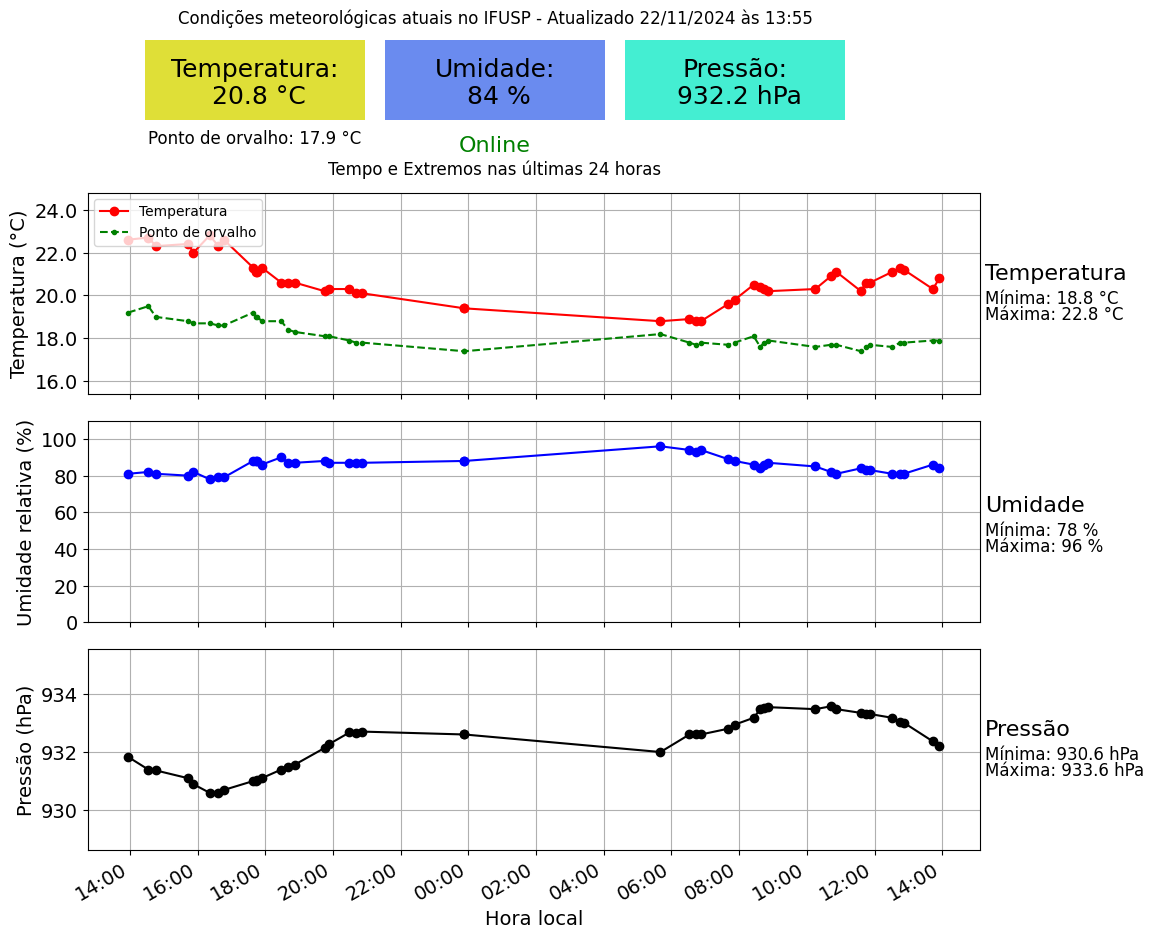 Condições meteorológicas atuais no IFUSP - Atualizado 22/11/2024 às 13:55
Temperatura:
20.8 °C
Umidade:
84 %
Pressão:
932.2 hPa
Ponto de orvalho: 17.9 °C
Online
Tempo e Extremos nas últimas 24 horas
Temperatura (°C)
24.0
22.0
20.0
18.0
16.0
Temperatura
Ponto de orvalho
Temperatura
Mínima: 18.8 °C
Máxima: 22.8 °C
Umidade relativa (%)
100
80
60
40
20
0
Umidade
Mínima: 78 %
Máxima: 96 %
Pressão (hPa)
934
932
930
Pressão
Mínima: 930.6 hPa
Máxima: 933.6 hPa
14:00 16:00 18:00 20:00 22:00 00:00 02:00 04:00 06:00 08:00 10:00 12:00 14:00
Hora local